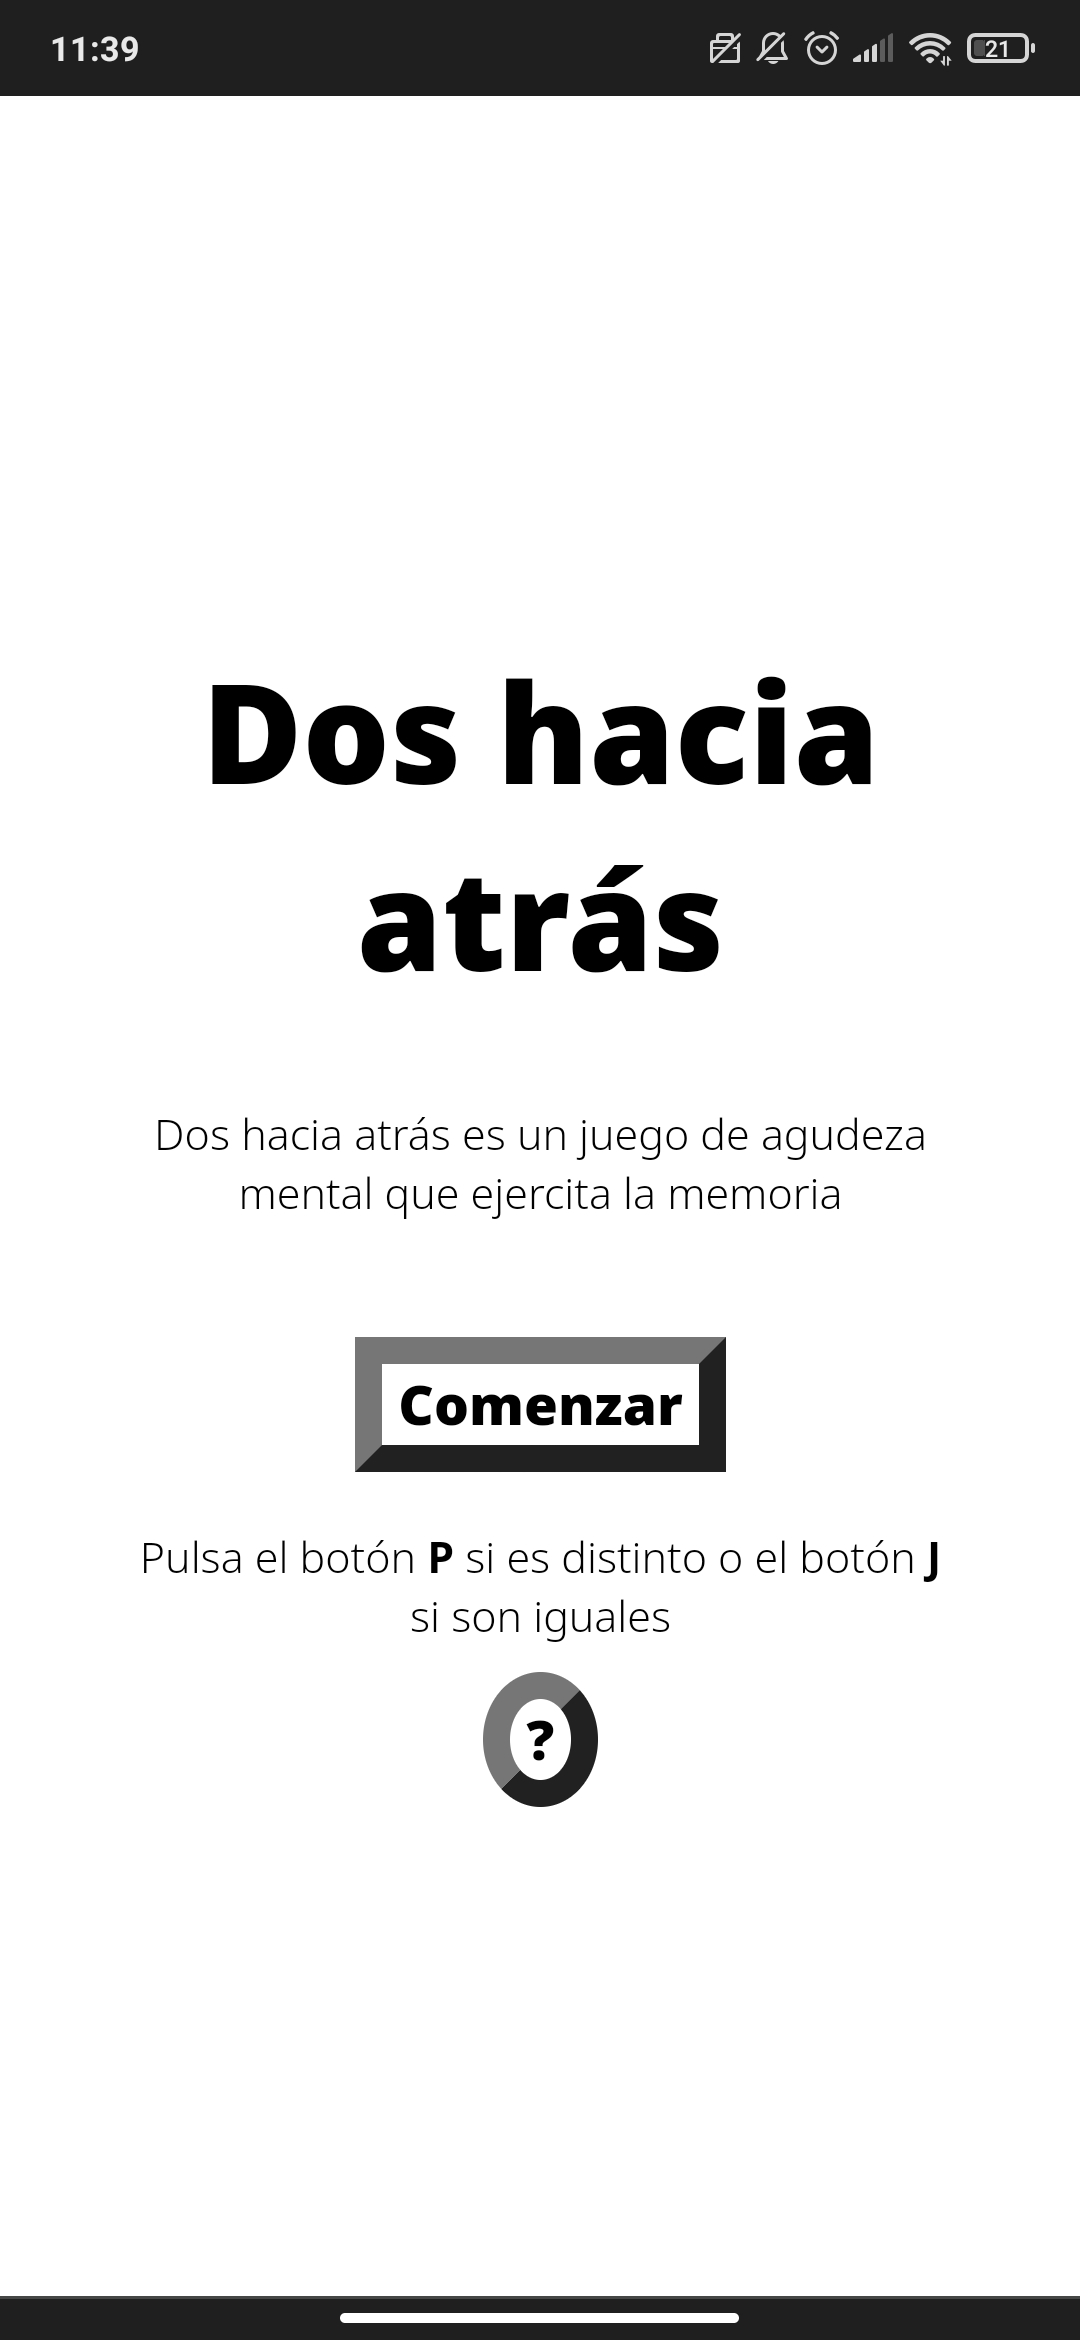 11:39
21
Dos hacia
atrás
Dos hacia atrás es un juego de agudeza
mental que ejercita la memoria
Comenzar
Pulsa el botón P si es distinto o el botón J
si son iguales
?